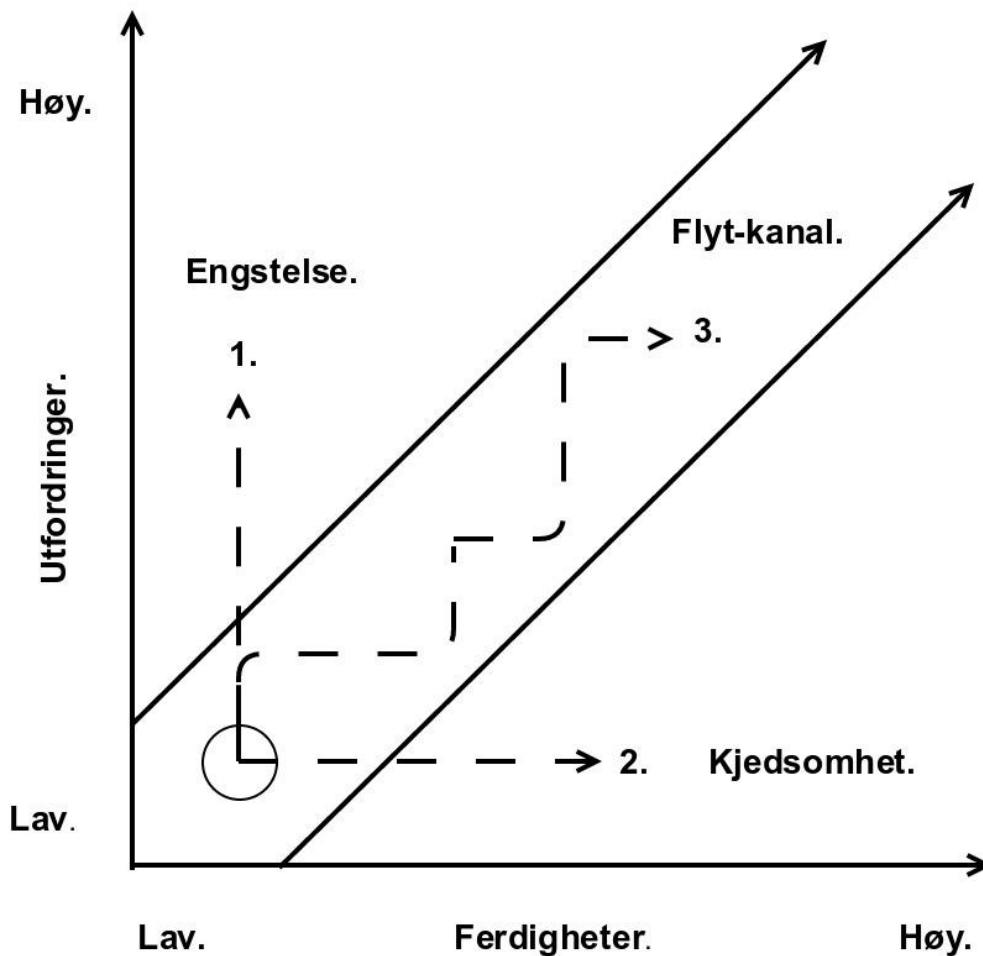 Høy.
Flyt-kanal.
Engstelse.
3.
1.
Utfordringer.
2. Kjedsomhet.
Lav.
Lav. Ferdigheter. Høy.